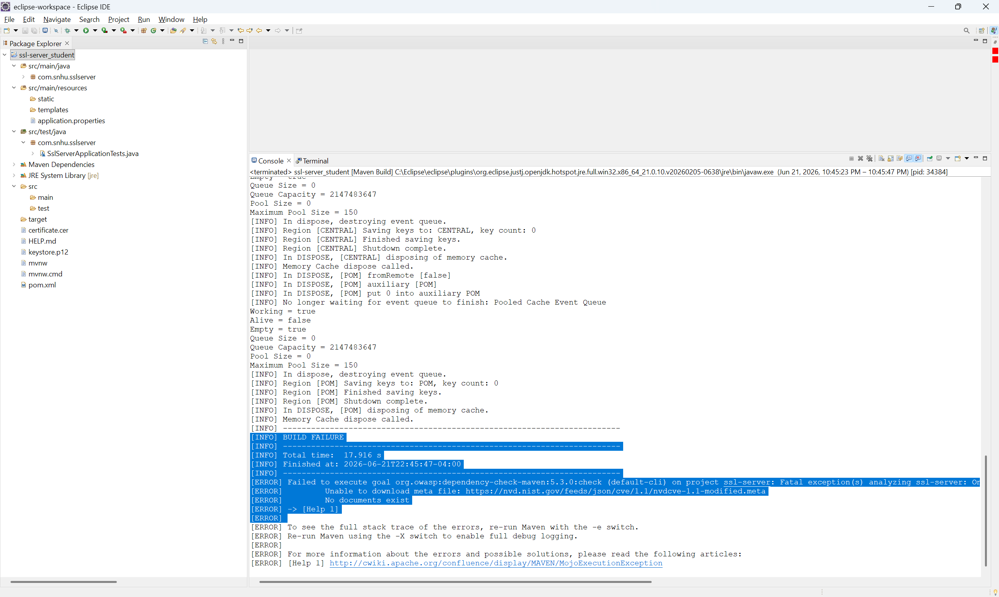 eclipse-workspace - Eclipse IDE
File Edit Navigate Search Project Run Window Help
Package Explorer
ssl-server_student
src/main/java
com.snhu.sslserver
src/main/resources
static
templates
application.properties
src/test/java
com.snhu.sslserver
SslServerApplicationTests.java
Maven Dependencies
JRE System Library [jre]
src
main
test
target
certificate.cer
HELP.md
keystore.p12
mvnw
mvnw.cmd
pom.xml
Console Terminal
<terminated> ssl-server_student [Maven Build] C:\Eclipse\eclipse\plugins\org.eclipse.justj.openjdk.hotspot.jre.full.win32.x86_64_21.0.10.v20260205-0638\jre\bin\javaw.exe (Jun 21, 2026, 10:45:23 PM – 10:45:47 PM) [pid: 34384]
Empty = true
Queue Size = 0
Queue Capacity = 2147483647
Pool Size = 0
Maximum Pool Size = 150
[INFO] In dispose, destroying event queue.
[INFO] Region [CENTRAL] Saving keys to: CENTRAL, key count: 0
[INFO] Region [CENTRAL] Finished saving keys.
[INFO] Region [CENTRAL] Shutdown complete.
[INFO] In DISPOSE, [CENTRAL] disposing of memory cache.
[INFO] Memory Cache dispose called.
[INFO] In DISPOSE, [POM] fromRemote [false]
[INFO] In DISPOSE, [POM] auxiliary [POM]
[INFO] In DISPOSE, [POM] put 0 into auxiliary POM
[INFO] No longer waiting for event queue to finish: Pooled Cache Event Queue
Working = true
Alive = false
Empty = true
Queue Size = 0
Queue Capacity = 2147483647
Pool Size = 0
Maximum Pool Size = 150
[INFO] In dispose, destroying event queue.
[INFO] Region [POM] Saving keys to: POM, key count: 0
[INFO] Region [POM] Finished saving keys.
[INFO] Region [POM] Shutdown complete.
[INFO] In DISPOSE, [POM] disposing of memory cache.
[INFO] Memory Cache dispose called.
[INFO] ------------------------------------------------------------------------
[INFO] BUILD FAILURE
[INFO] ------------------------------------------------------------------------
[INFO] Total time:  17.916 s
[INFO] Finished at: 2026-06-21T22:45:47-04:00
[INFO] ------------------------------------------------------------------------
[ERROR] Failed to execute goal org.owasp:dependency-check-maven:5.3.0:check (default-cli) on project ssl-server: Fatal exception(s) analyzing ssl-server: On
[ERROR] Unable to download meta file: https://nvd.nist.gov/feeds/json/cve/1.1/nvdcve-1.1-modified.meta
[ERROR] No documents exist
[ERROR] -> [Help 1]
[ERROR]
[ERROR] To see the full stack trace of the errors, re-run Maven with the -e switch.
[ERROR] Re-run Maven using the -X switch to enable full debug logging.
[ERROR]
[ERROR] For more information about the errors and possible solutions, please read the following articles:
[ERROR] [Help 1] http://cwiki.apache.org/confluence/display/MAVEN/MojoExecutionException